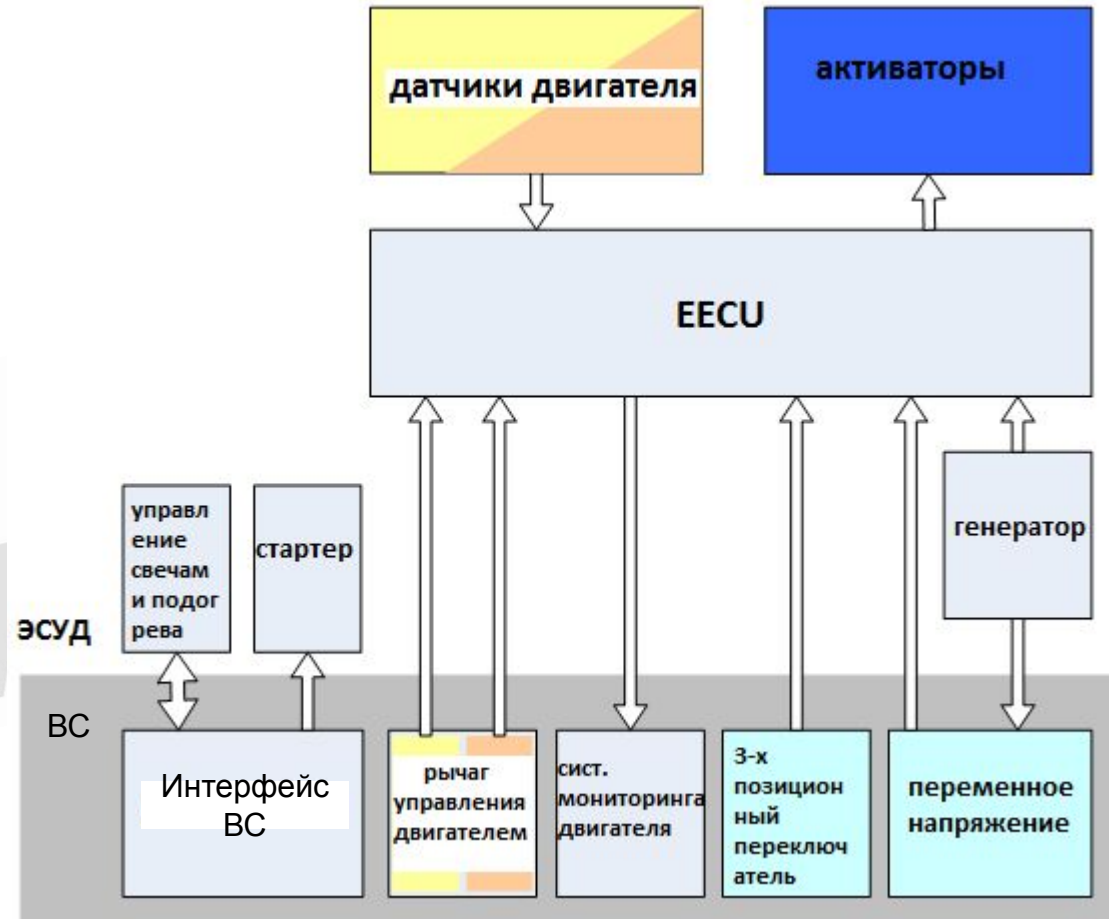 датчики двигателя
активаторы
EECU
управл
ение
свечам
и подог
рева
стартер
генератор
ЭСУД
ВС
Интерфейс
ВС
рычаг
управления
двигателем
сист.
мониторинга
двигателя
3-х
позицион
ный
переключ
атель
переменное
напряжение